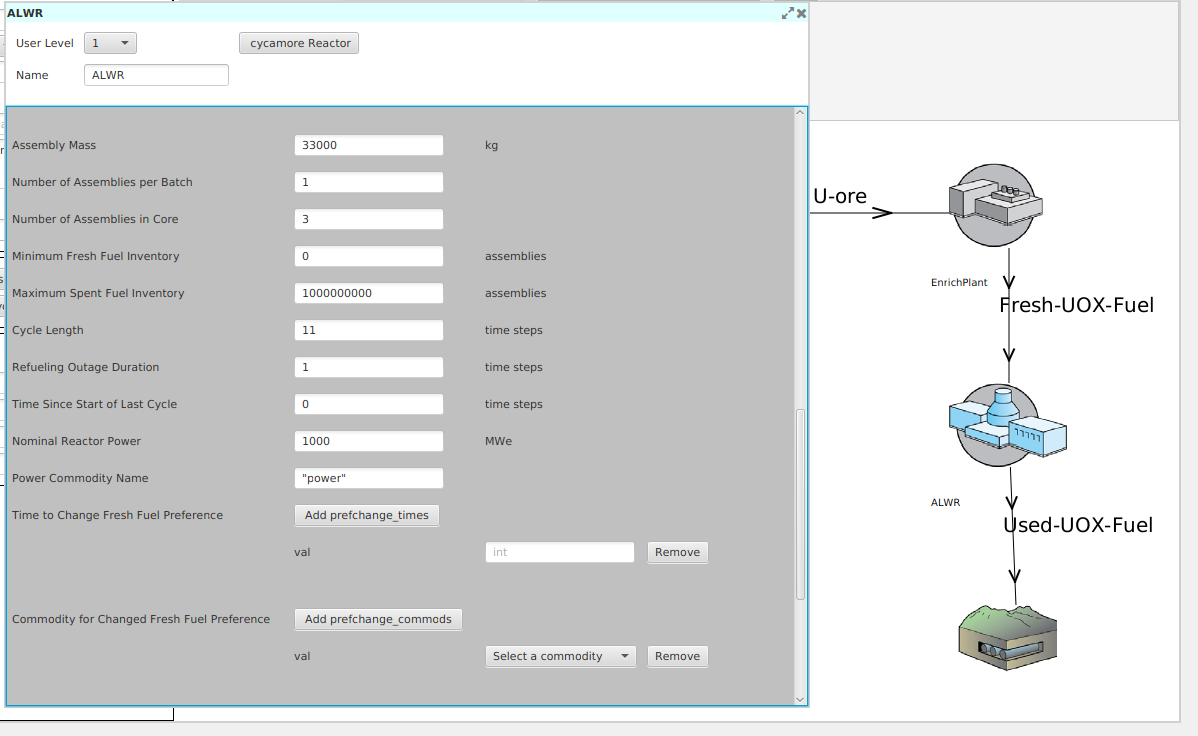 ALWR
User Level 1 cycamore Reactor
Name ALWR
Assembly Mass 33000 kg
Number of Assemblies per Batch 1
Number of Assemblies in Core 3
Minimum Fresh Fuel Inventory 0 assemblies
Maximum Spent Fuel Inventory 1000000000 assemblies
Cycle Length 11 time steps
Refueling Outage Duration 1 time steps
Time Since Start of Last Cycle 0 time steps
Nominal Reactor Power 1000 MWe
Power Commodity Name "power"
Time to Change Fresh Fuel Preference Add prefchange_times
val int Remove
Commodity for Changed Fresh Fuel Preference Add prefchange_commods
val Select a commodity Remove
U-ore
EnrichPlant
Fresh-UOX-Fuel
ALWR
Used-UOX-Fuel